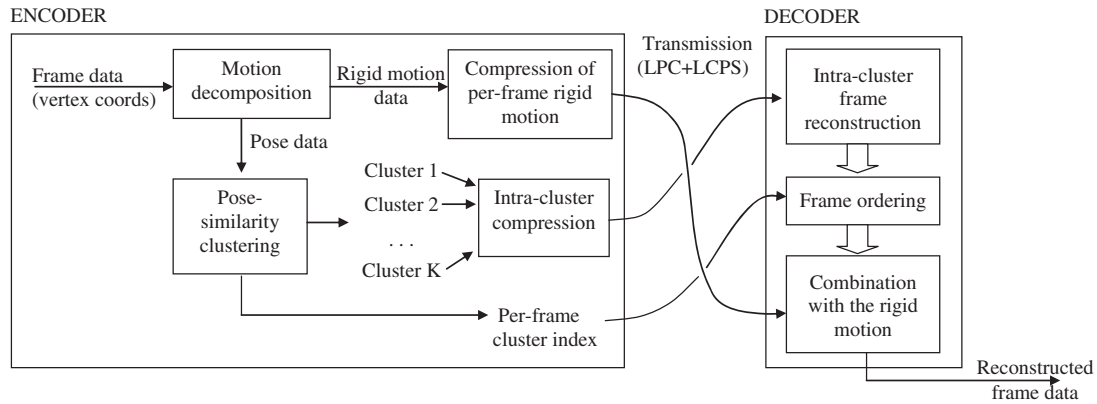 ENCODER
DECODER
Frame data
(vertex coords)
Motion
decomposition
Rigid motion
data
Compression of
per-frame rigid
motion
Transmission
(LPC+LCPS)
Intra-cluster
frame
reconstruction
Pose data
Pose-
similarity
clustering
Cluster 1
Cluster 2
. . .
Cluster K
Intra-cluster
compression
Frame ordering
Per-frame
cluster index
Combination
with the rigid
motion
Reconstructed
frame data